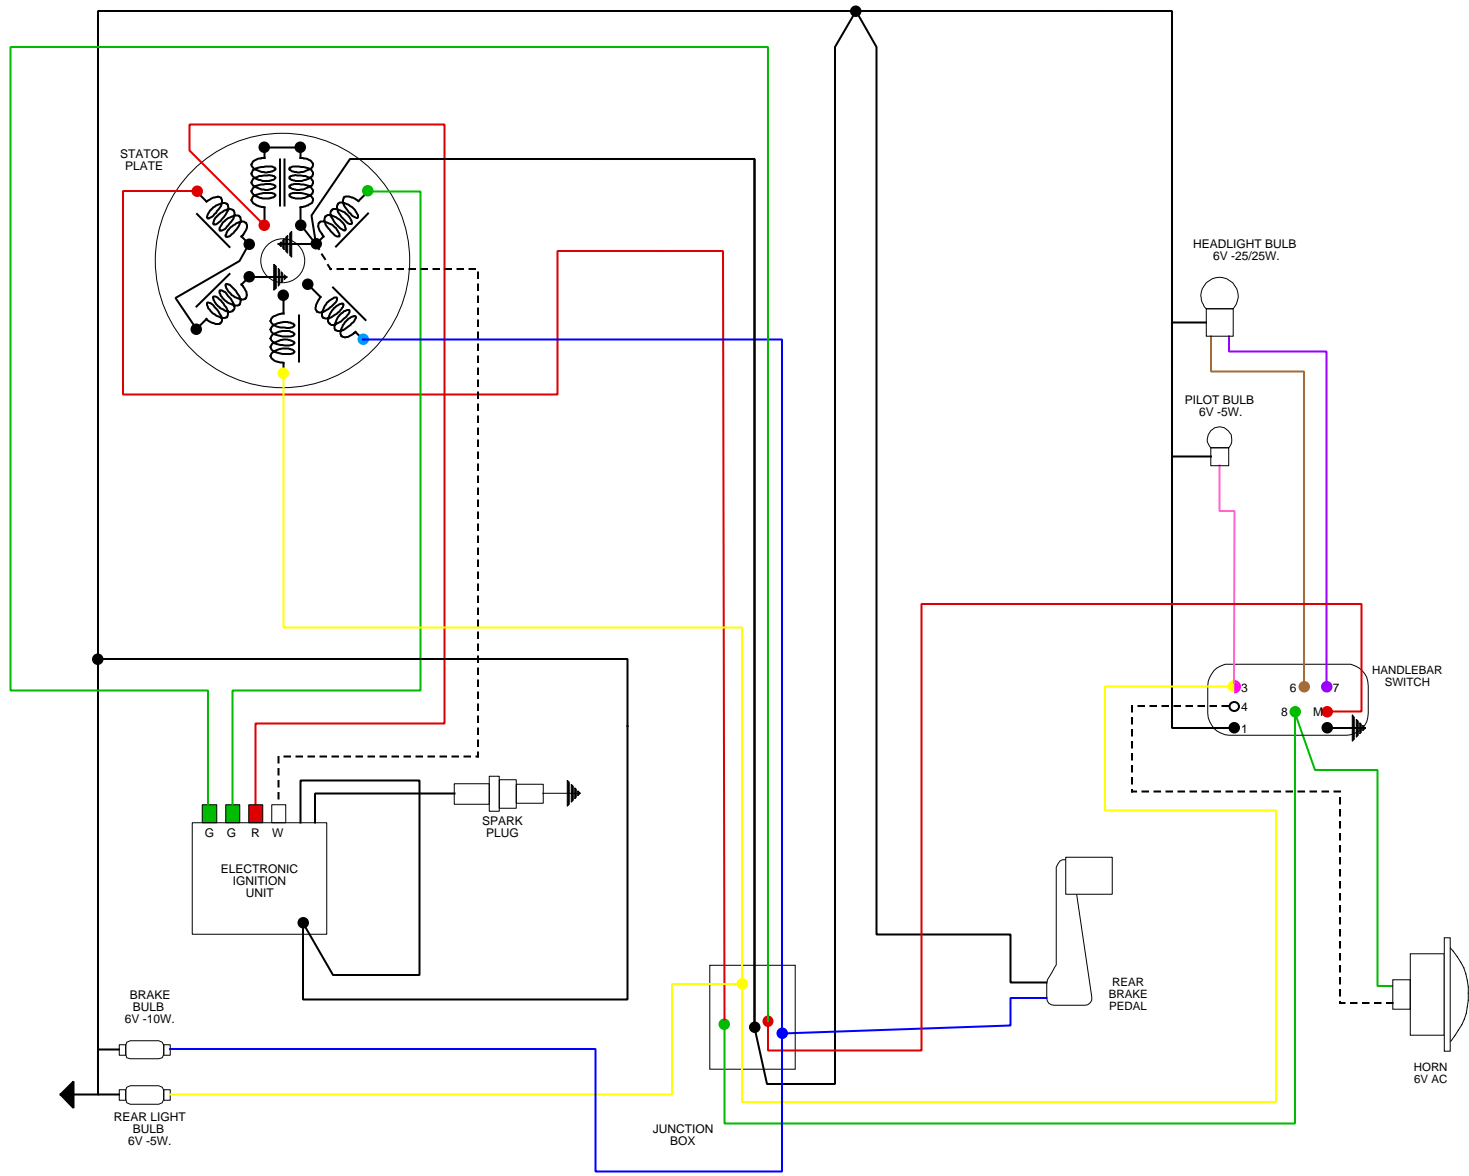 STATOR
PLATE
HEADLIGHT BULB
6V -25/25W.
PILOT BULB
6V -5W.
HANDLEBAR
SWITCH
3
6
7
4
8
M
1
SPARK
PLUG
G G R W
ELECTRONIC
IGNITION
UNIT
BRAKE
BULB
6V -10W.
REAR
BRAKE
PEDAL
HORN
6V AC
REAR LIGHT
BULB
6V -5W.
JUNCTION
BOX